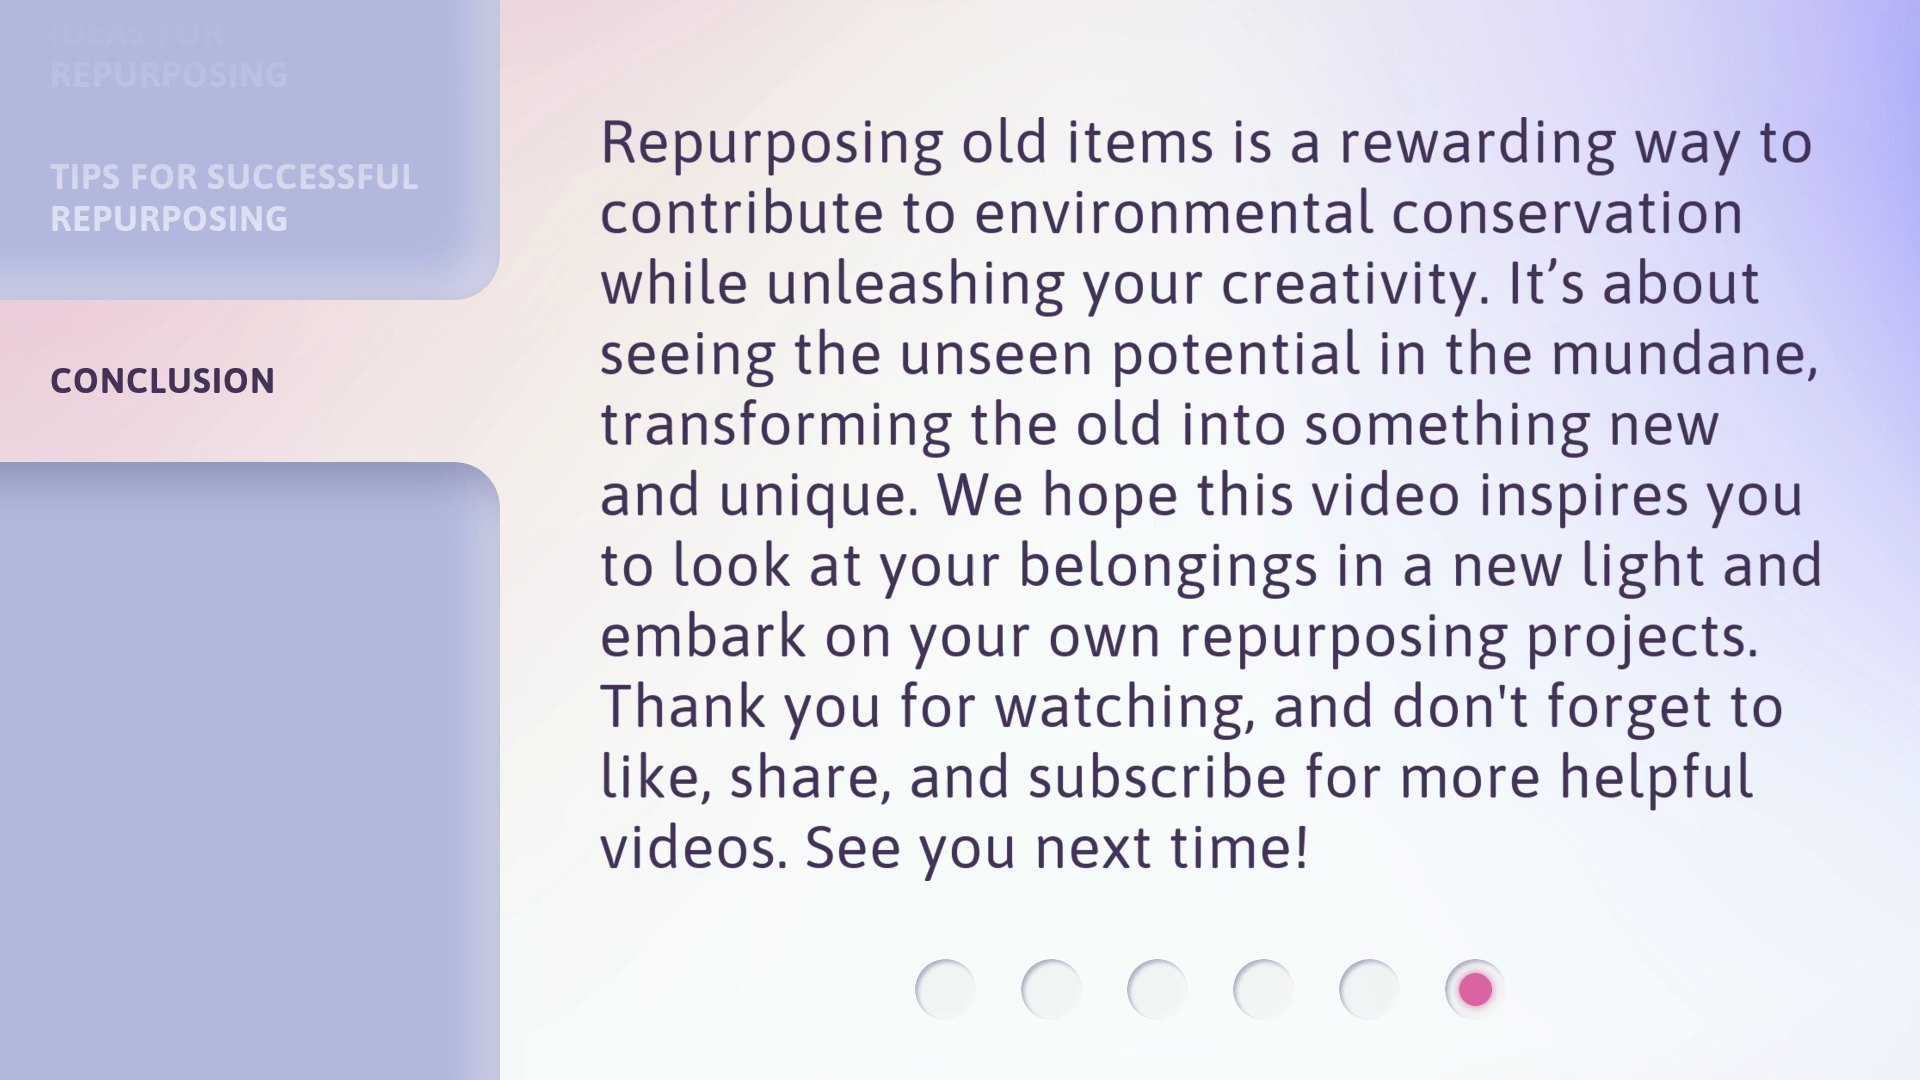 IDEAS FOR
REPURPOSING
TIPS FOR SUCCESSFUL
REPURPOSING
CONCLUSION
Repurposing old items is a rewarding way to
contribute to environmental conservation
while unleashing your creativity. It’s about
seeing the unseen potential in the mundane,
transforming the old into something new
and unique. We hope this video inspires you
to look at your belongings in a new light and
embark on your own repurposing projects.
Thank you for watching, and don't forget to
like, share, and subscribe for more helpful
videos. See you next time!